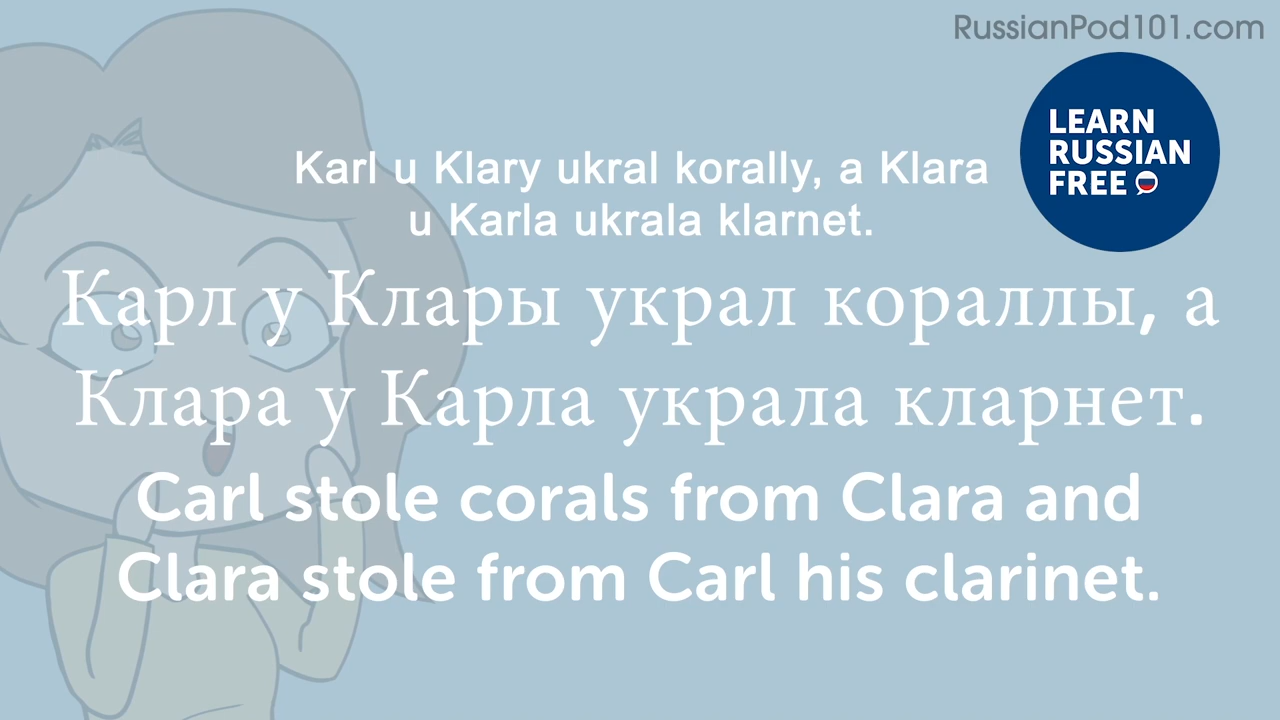 RussianPod101.com
LEARN
RUSSIAN
FREE
Karl u Klary ukral korally, a Klara
u Karla ukrala klarnet.
Карл у Клары украл кораллы, а
Клара у Карла украла кларнет.
Carl stole corals from Clara and
Clara stole from Carl his clarinet.